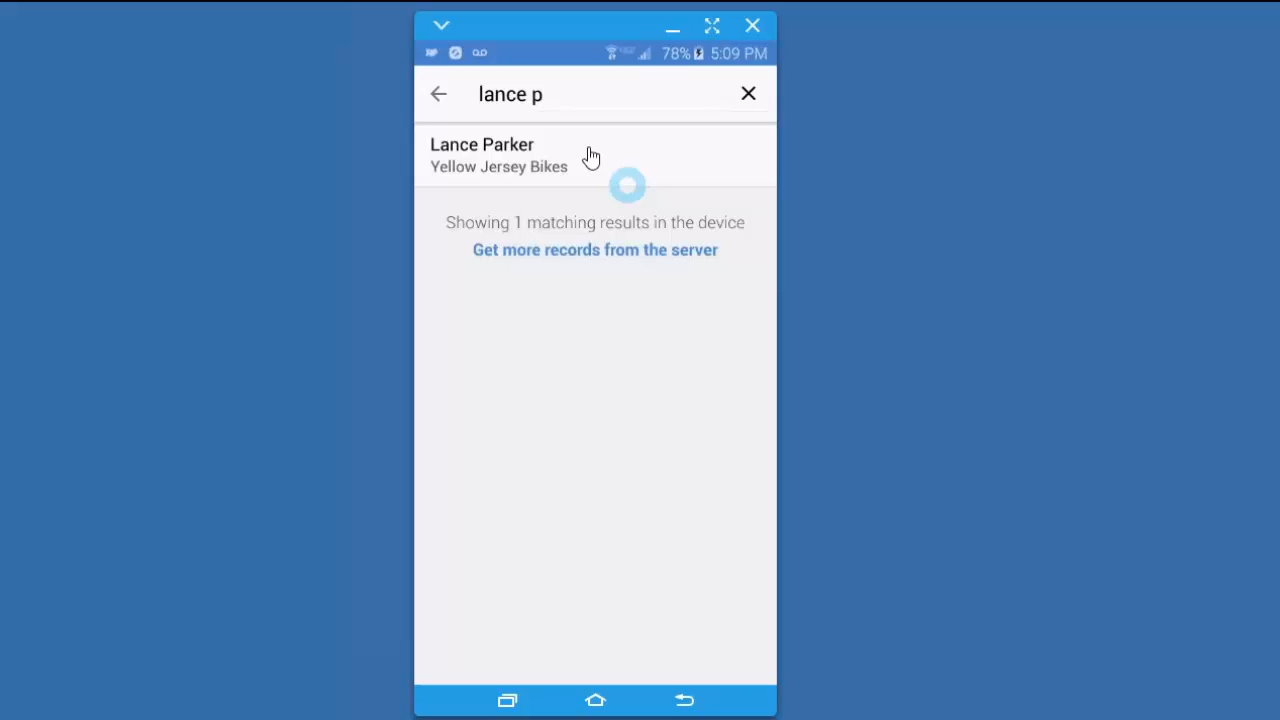 78% 5:09 PM
lance p
Lance Parker
Yellow Jersey Bikes
Showing 1 matching results in the device
Get more records from the server